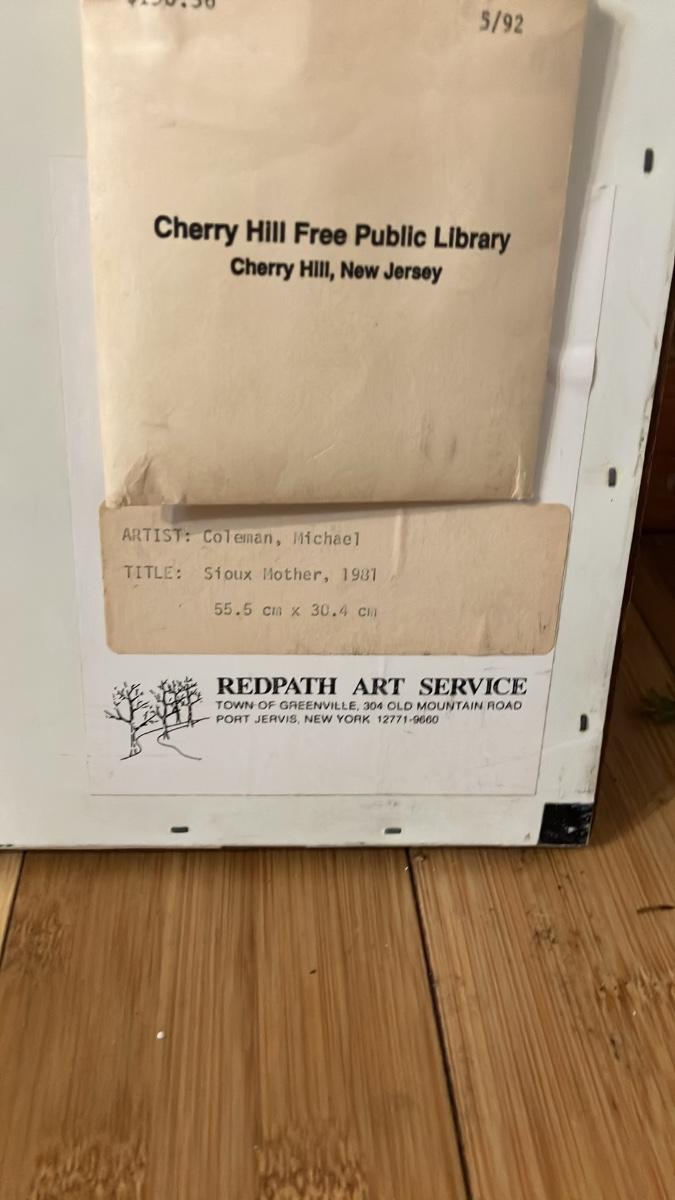 5/92
Cherry Hill Free Public Library
Cherry Hill, New Jersey
ARTIST: Coleman, Michael
TITLE: Sioux Mother, 1981
55.5 cm x 30.4 cm
REDPATH ART SERVICE
TOWN OF GREENVILLE, 304 OLD MOUNTAIN ROAD
PORT JERVIS, NEW YORK 12771-9660